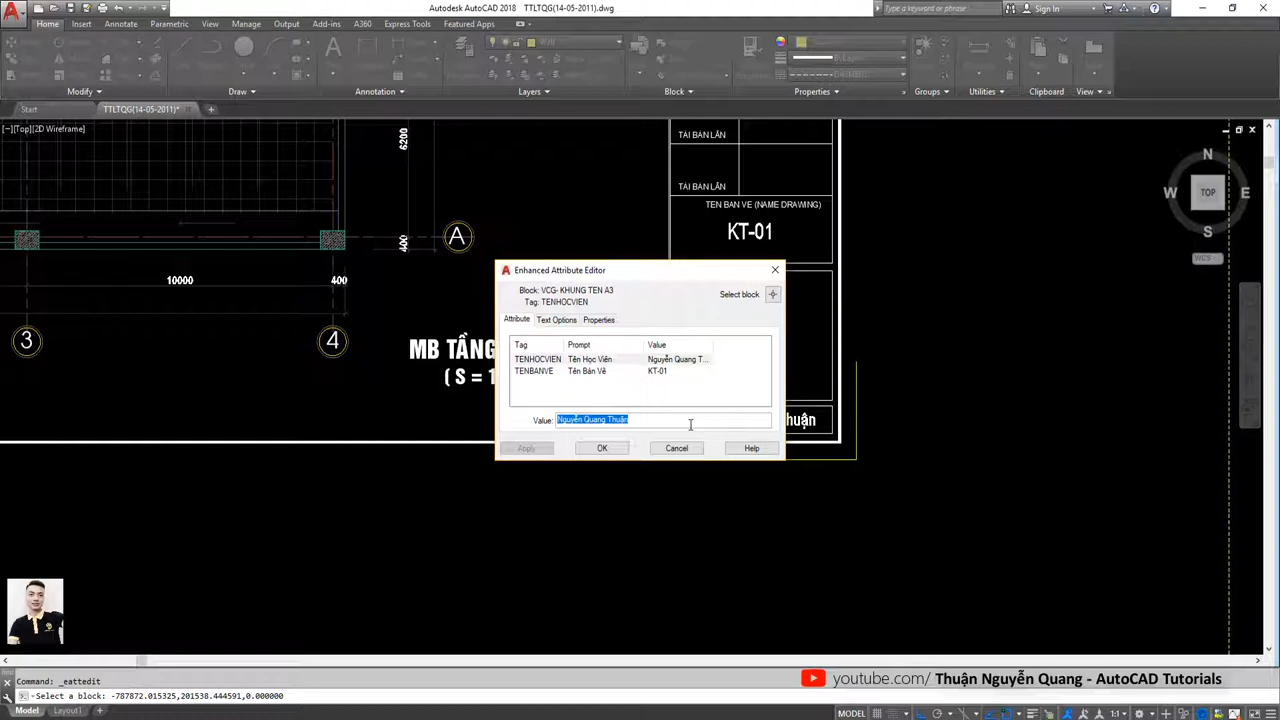 Autodesk AutoCAD 2018 TTLTQG(14-05-2011).dwg
Type a keyword or phrase
Sign In
Home Insert Annotate Parametric View Manage Output Add-ins A360 Express Tools Featured Apps
ByLayer
Modify Draw Annotation Layers Block Properties Groups Utilities Clipboard View
Start TTLTQG(14-05-2011)*
[−][Top][2D Wireframe]
6200
TAI BAN LẦN
N
W TOP E
S
WCS
TAI BAN LẦN
TEN BAN VE (NAME DRAWING)
KT-01
A
400
10000 400
3 4
MB TẦNG
( S = 1
Enhanced Attribute Editor
Block: VCG- KHUNG TEN A3
Tag: TENHOCVIEN
Select block
Attribute Text Options Properties
Tag Prompt Value
TENHOCVIEN Tên Học Viên Nguyễn Quang T...
TENBANVE Tên Bản Vẽ KT-01
Value: Nguyễn Quang Thuận
huận
Apply OK Cancel Help
Command: _eattedit
Select a block: -787872.015325,201538.444591,0.000000
youtube.com/ Thuận Nguyễn Quang - AutoCAD Tutorials
Model Layout1
MODEL 1:1